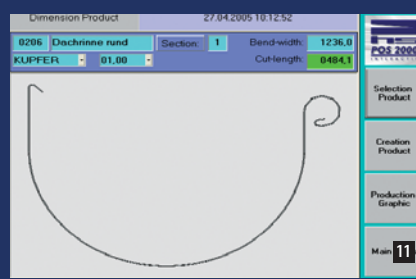 Dimension Product 27.04.2005 10:12:52
0206 Dachrinne rund Section: 1 Bend-width: 1236,0
KUPFER 01,00 Cut-length: 0484,1
POS 2000
Selection
Product
Creation
Product
Production
Graphic
Main 11